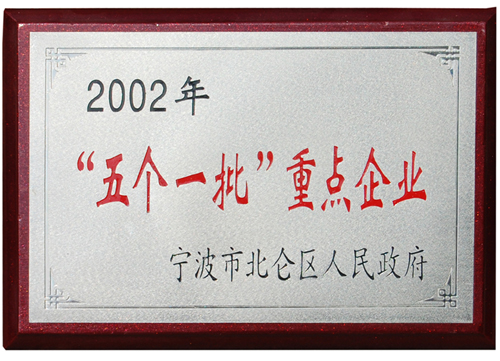 2002年
“五个一批”重点企业
宁波市北仑区人民政府